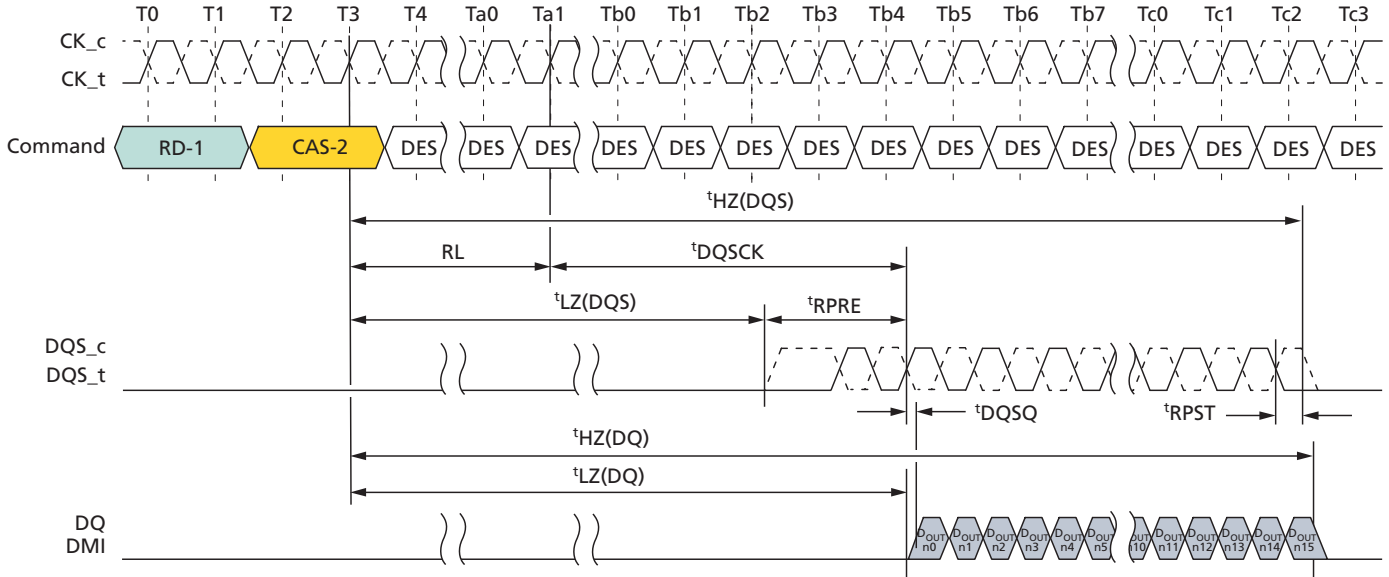 T0 T1 T2 T3 T4 Ta0 Ta1 Tb0 Tb1 Tb2 Tb3 Tb4 Tb5 Tb6 Tb7 Tc0 Tc1 Tc2 Tc3
CK_c
CK_t
Command RD-1 CAS-2 DES DES DES DES DES DES DES DES DES DES DES DES DES DES DES
tHZ(DQS)
RL tDQSCK
tLZ(DQS) tRPRE
DQS_c
DQS_t
tDQSQ tRPST
tHZ(DQ)
tLZ(DQ)
DQ
DMI
DOUT DOUT DOUT DOUT DOUT DOUT DOUT DOUT DOUT DOUT DOUT DOUT
n0 n1 n2 n3 n4 n5 n10 n11 n12 n13 n14 n15